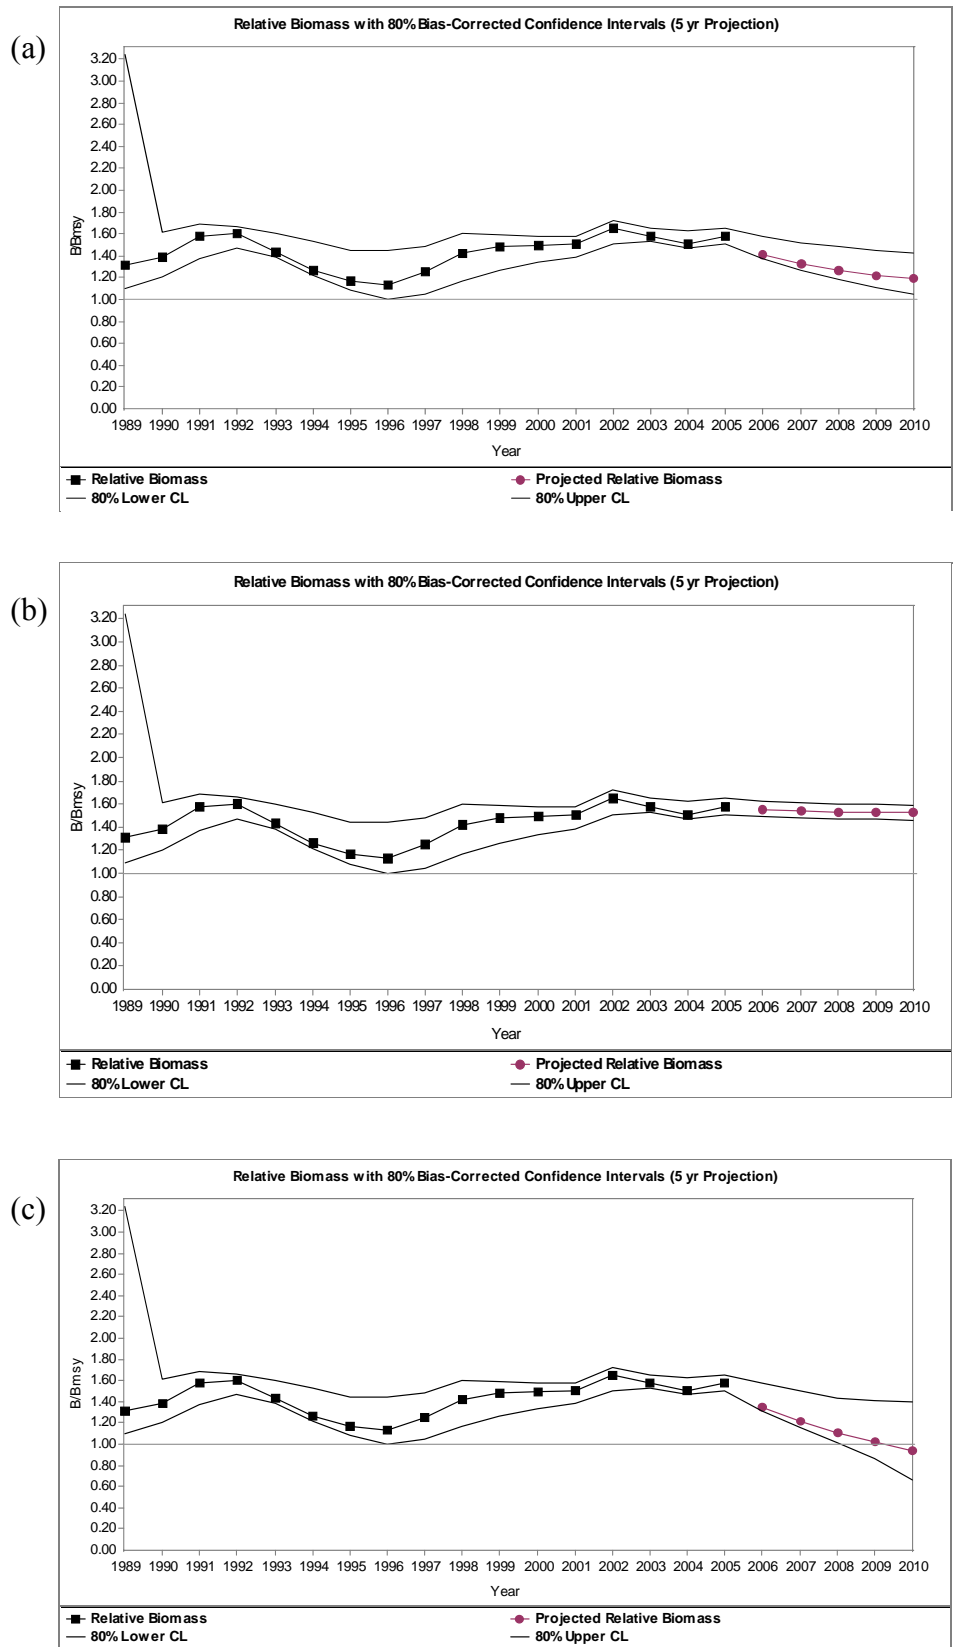 (a)
Relative Biomass with 80% Bias-Corrected Confidence Intervals (5 yr Projection)
3.20
3.00
2.80
2.60
2.40
2.20
2.00
1.80
1.60
1.40
1.20
1.00
0.80
0.60
0.40
0.20
0.00
B/Bmsy
1989 1990 1991 1992 1993 1994 1995 1996 1997 1998 1999 2000 2001 2002 2003 2004 2005 2006 2007 2008 2009 2010
Year
Relative Biomass Projected Relative Biomass
80% Lower CL 80% Upper CL
(b)
Relative Biomass with 80% Bias-Corrected Confidence Intervals (5 yr Projection)
3.20
3.00
2.80
2.60
2.40
2.20
2.00
1.80
1.60
1.40
1.20
1.00
0.80
0.60
0.40
0.20
0.00
B/Bmsy
1989 1990 1991 1992 1993 1994 1995 1996 1997 1998 1999 2000 2001 2002 2003 2004 2005 2006 2007 2008 2009 2010
Year
Relative Biomass Projected Relative Biomass
80% Lower CL 80% Upper CL
(c)
Relative Biomass with 80% Bias-Corrected Confidence Intervals (5 yr Projection)
3.20
3.00
2.80
2.60
2.40
2.20
2.00
1.80
1.60
1.40
1.20
1.00
0.80
0.60
0.40
0.20
0.00
B/Bmsy
1989 1990 1991 1992 1993 1994 1995 1996 1997 1998 1999 2000 2001 2002 2003 2004 2005 2006 2007 2008 2009 2010
Year
Relative Biomass Projected Relative Biomass
80% Lower CL 80% Upper CL